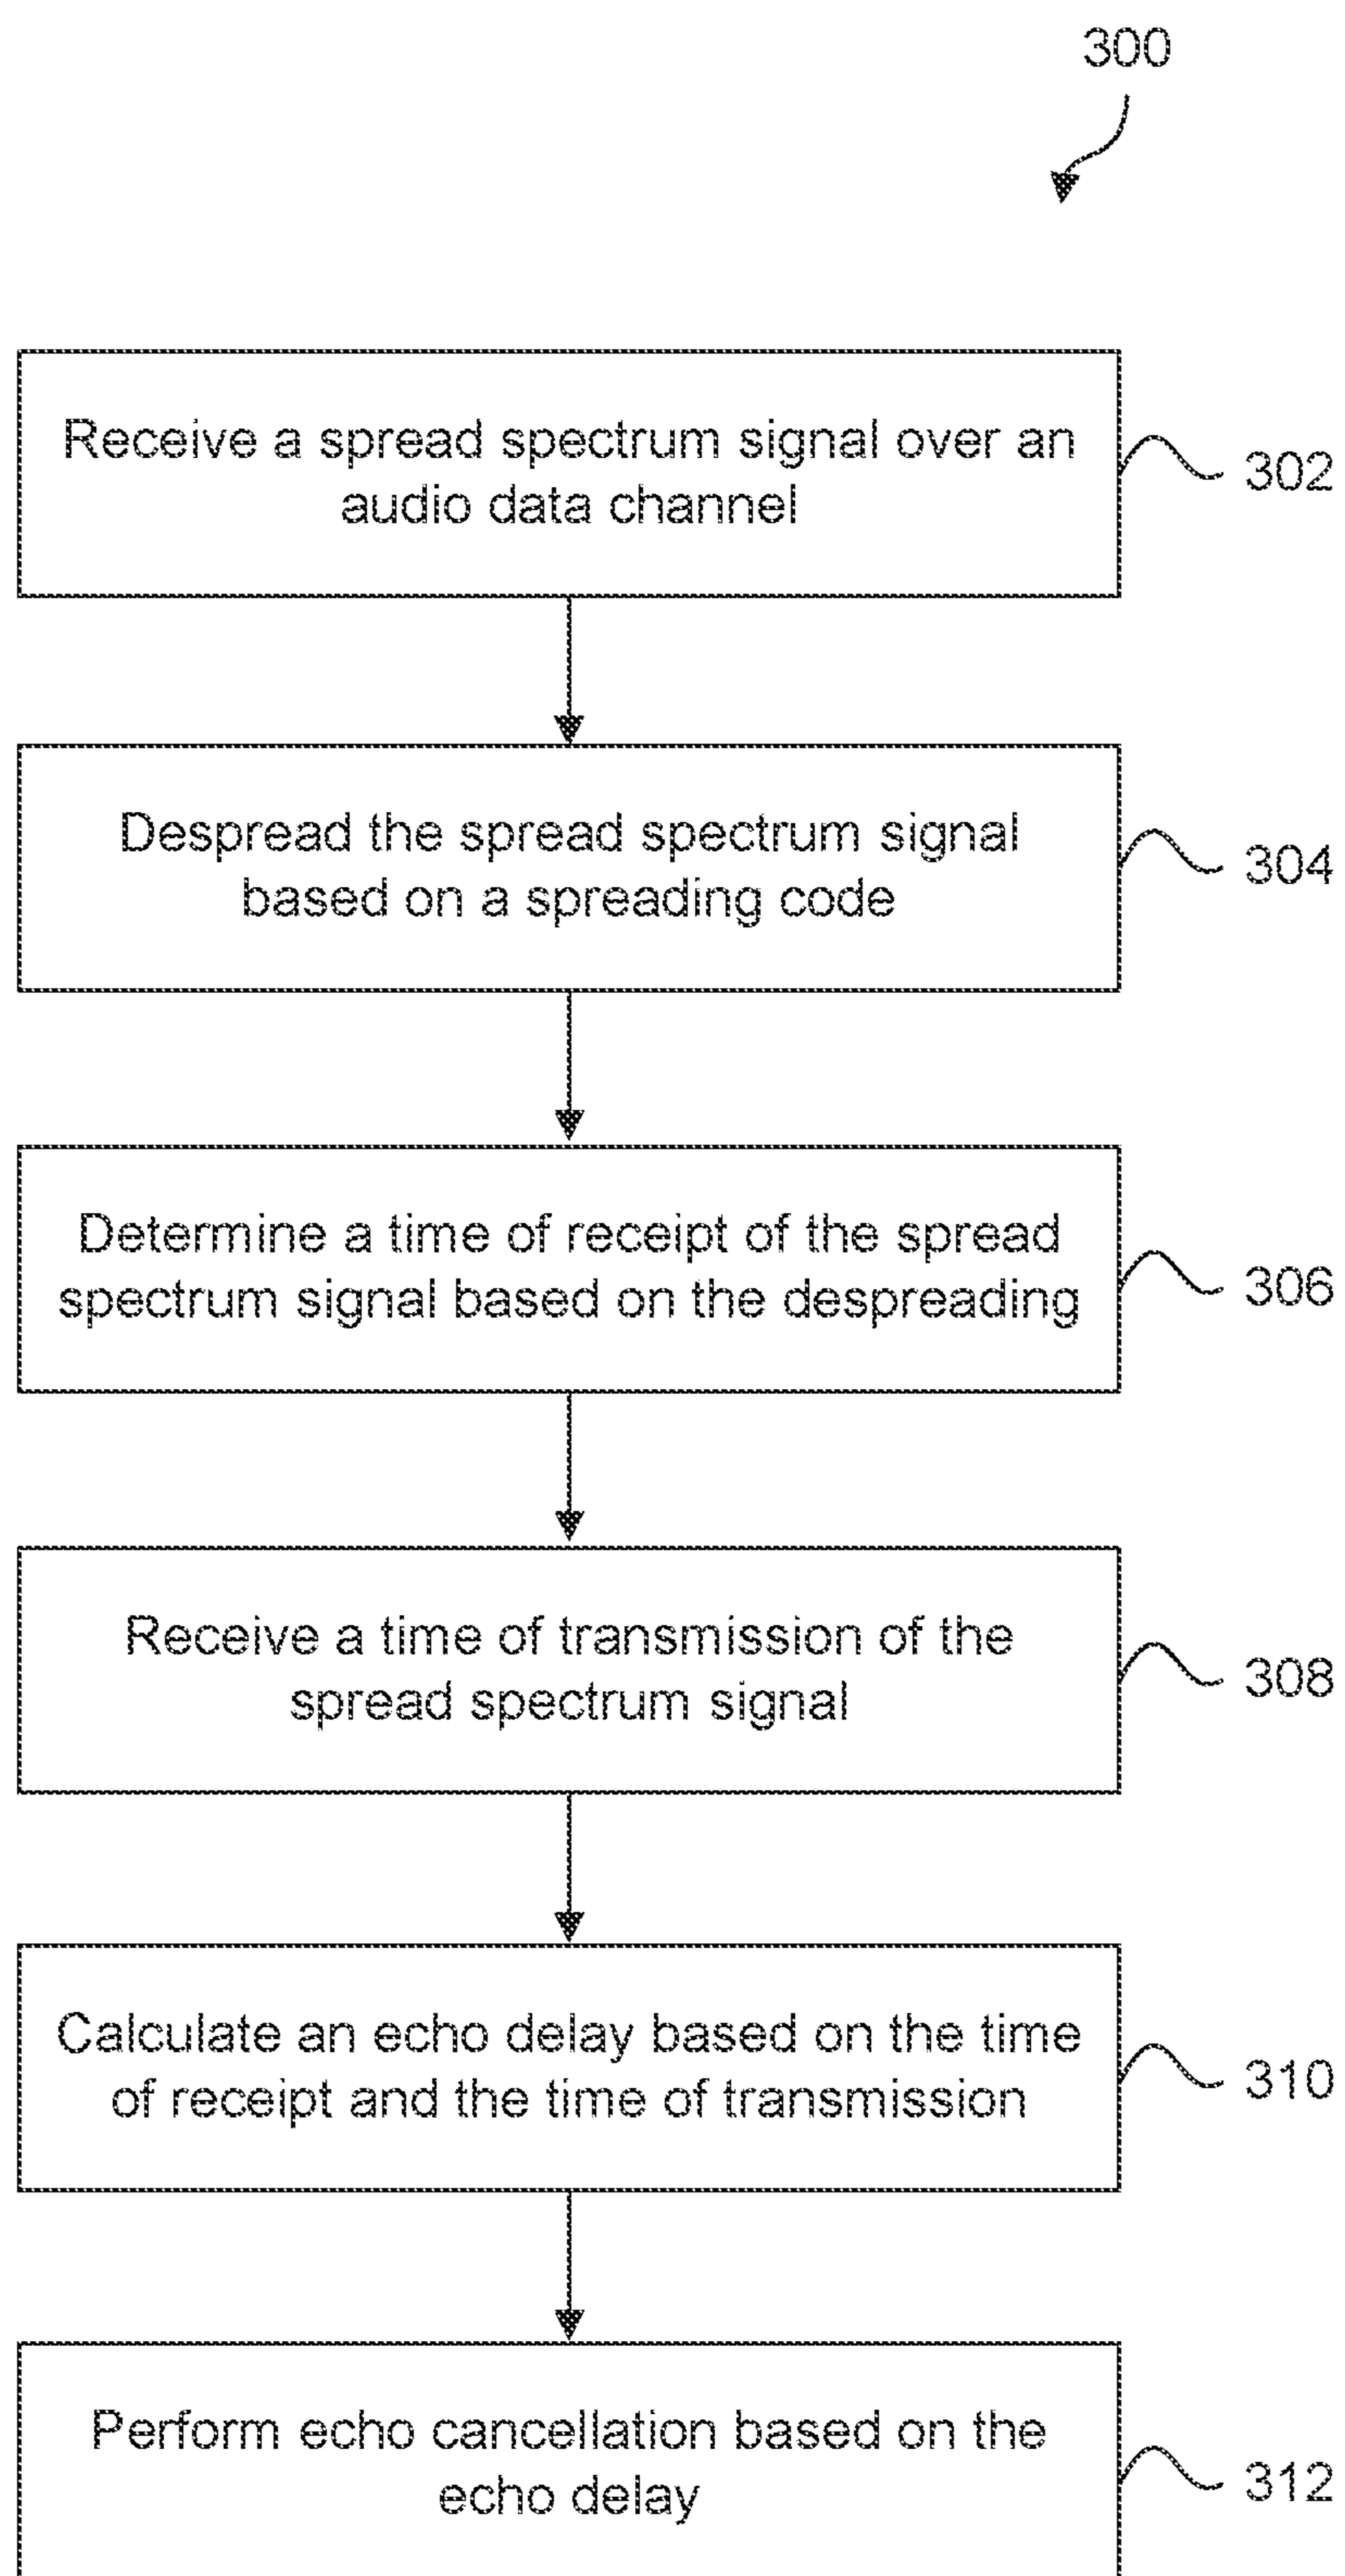 300
Receive a spread spectrum signal over an
audio data channel
302
Despread the spread spectrum signal
based on a spreading code
304
Determine a time of receipt of the spread
spectrum signal based on the despreading
306
Receive a time of transmission of the
spread spectrum signal
308
Calculate an echo delay based on the time
of receipt and the time of transmission
310
Perform echo cancellation based on the
echo delay
312